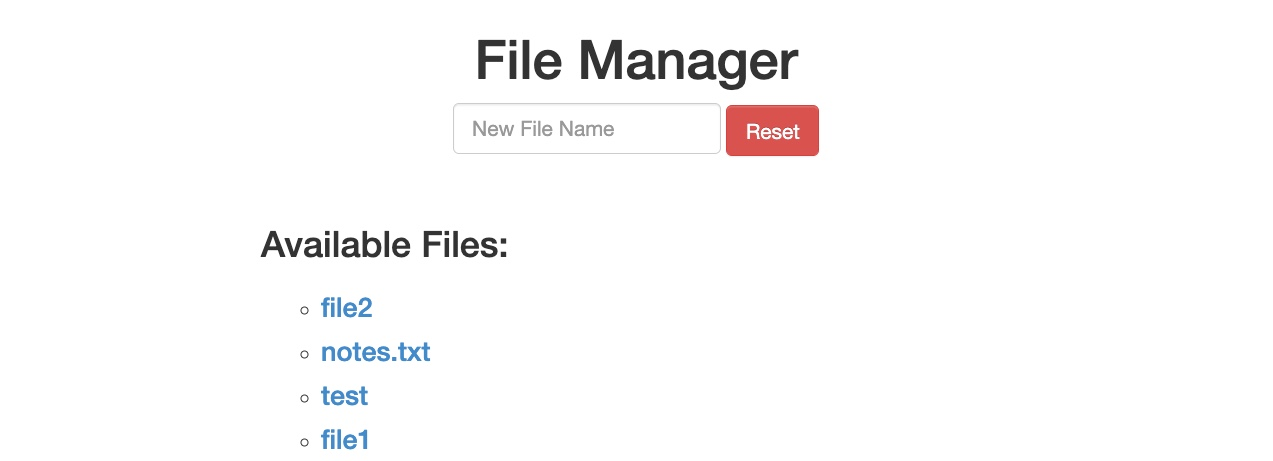 File Manager
New File Name
Reset
Available Files:
file2
notes.txt
test
file1